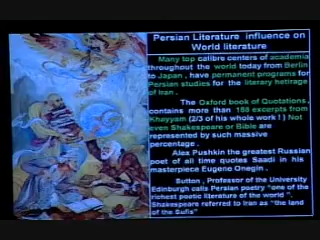 Persian Literature influence on
World literature
Many top calibre centers of academia
throughout the world today from Berlin
to Japan , have permanent programs for
Persian studies for the literary heritage
of Iran .
The Oxford book of Quotations,
contains more than 188 excerpts from
Khayyam (2/3 of his whole work ! ) Not
even Shakespeare or Bible are
represented by such massive
percentage .
Alex Pushkin the greatest Russian
poet of all time quotes Saadi in his
masterpiece Eugene Onegin .
Sutton , Professor of the University
Edinburgh calls Persian poetry "one of the
richest poetic literature of the world ".
Shakespeare referred to Iran as "the land
of the Sufis"